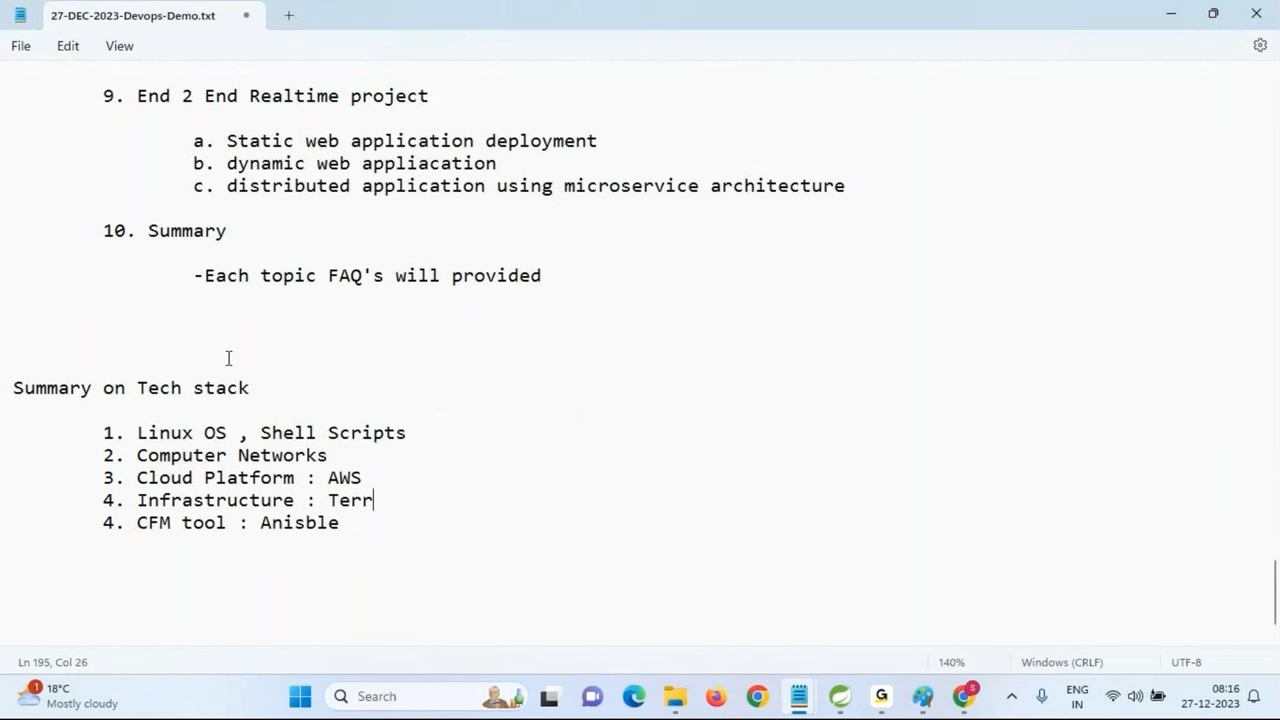 27-DEC-2023-Devops-Demo.txt
File Edit View
9. End 2 End Realtime project
a. Static web application deployment
b. dynamic web appliacation
c. distributed application using microservice architecture
10. Summary
-Each topic FAQ's will provided
Summary on Tech stack
1. Linux OS , Shell Scripts
2. Computer Networks
3. Cloud Platform : AWS
4. Infrastructure : Terr
4. CFM tool : Anisble
Ln 195, Col 26 140% Windows (CRLF) UTF-8
1 18°C Mostly cloudy
Search
G
S
ENG IN
08:16
27-12-2023